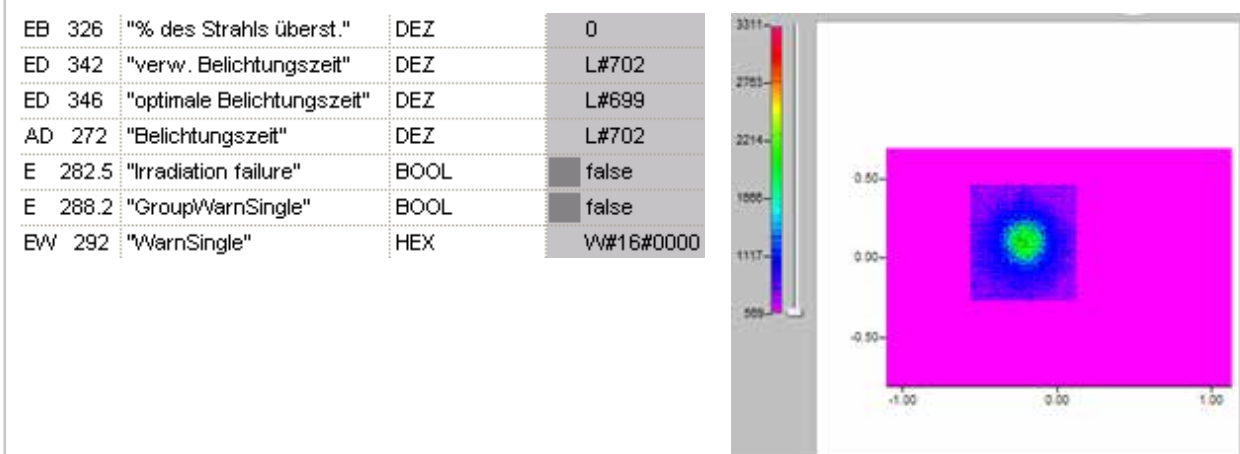 EB 326 "% des Strahls überst." DEZ 0
ED 342 "verw. Belichtungszeit" DEZ L#702
ED 346 "optimale Belichtungszeit" DEZ L#699
AD 272 "Belichtungszeit" DEZ L#702
E 282.5 "Irradiation failure" BOOL false
E 288.2 "GroupWarnSingle" BOOL false
EW 292 "WarnSingle" HEX W#16#0000
3311
2763
2214
1117
0.50
0.00
-0.50
-1.00 0.00 1.00